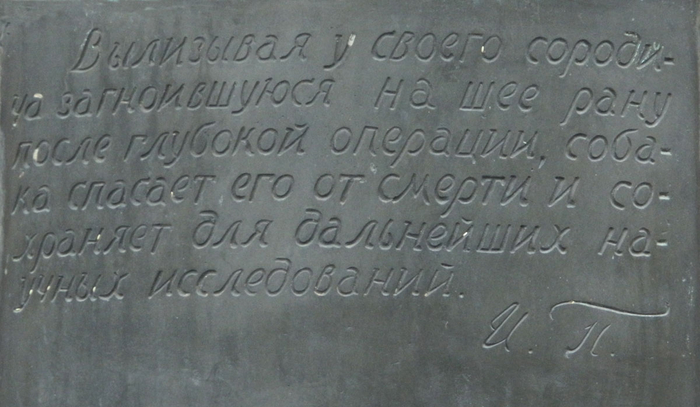 Вылизывая у своего сороди-
ча загноившуюся на шее рану
после глубокой операции, соба-
ка спасает его от смерти и со-
храняет для дальнейших на-
учных исследований.
И. П.